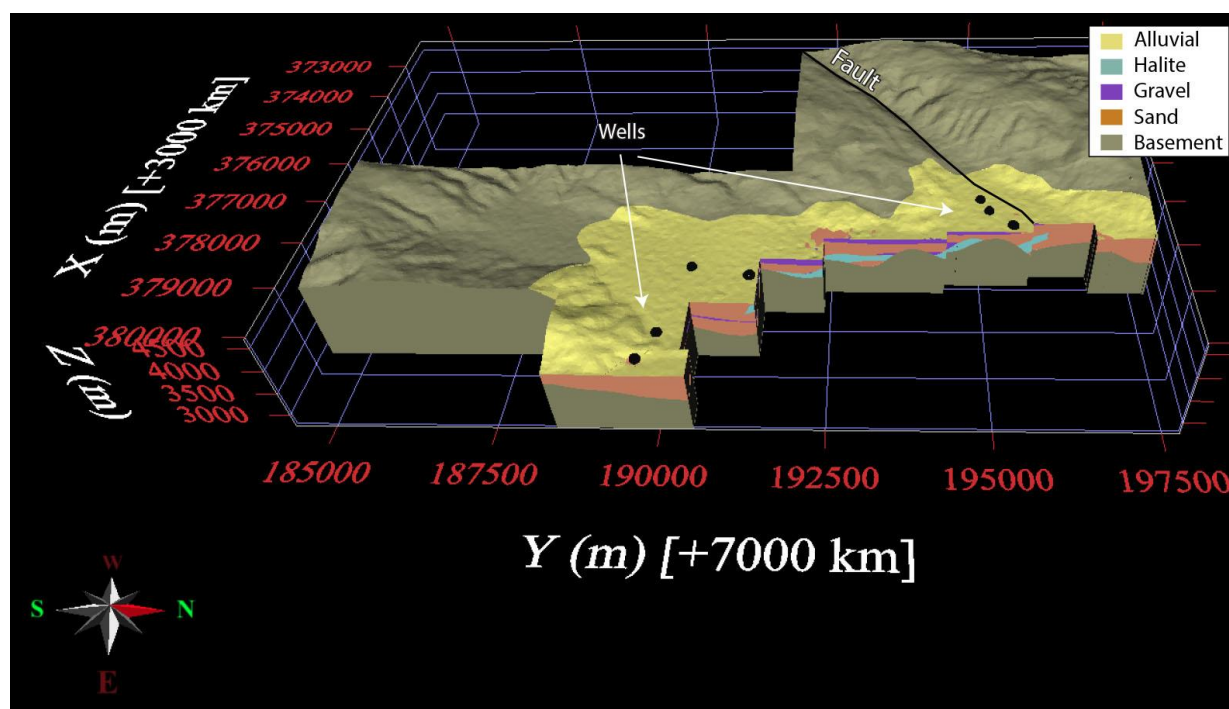 Alluvial
Halite
Gravel
Sand
Basement
Fault
Wells
373000
374000
375000
376000
377000
378000
379000
380000
X (m) [+3000 km]
4500
4000
3500
3000
Z (m)
185000
187500
190000
192500
195000
197500
Y (m) [+7000 km]
W
S
N
E